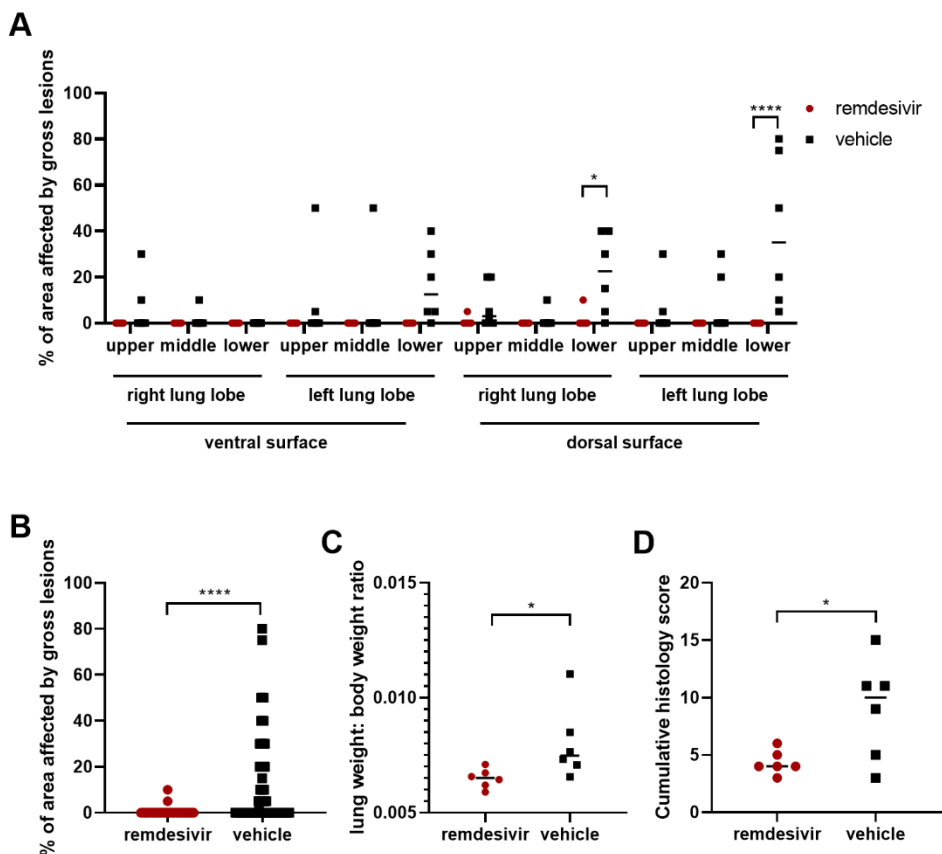 A
% of area affected by gross lesions
100
80
60
40
20
0
****
*
remdesivir
vehicle
upper middle lower upper middle lower upper middle lower upper middle lower
right lung lobe left lung lobe right lung lobe left lung lobe
ventral surface dorsal surface
B
% of area affected by gross lesions
100
80
60
40
20
0
****
remdesivir vehicle
C
lung weight: body weight ratio
0.015
0.010
0.005
*
remdesivir vehicle
D
Cumulative histology score
20
15
10
5
0
*
remdesivir vehicle